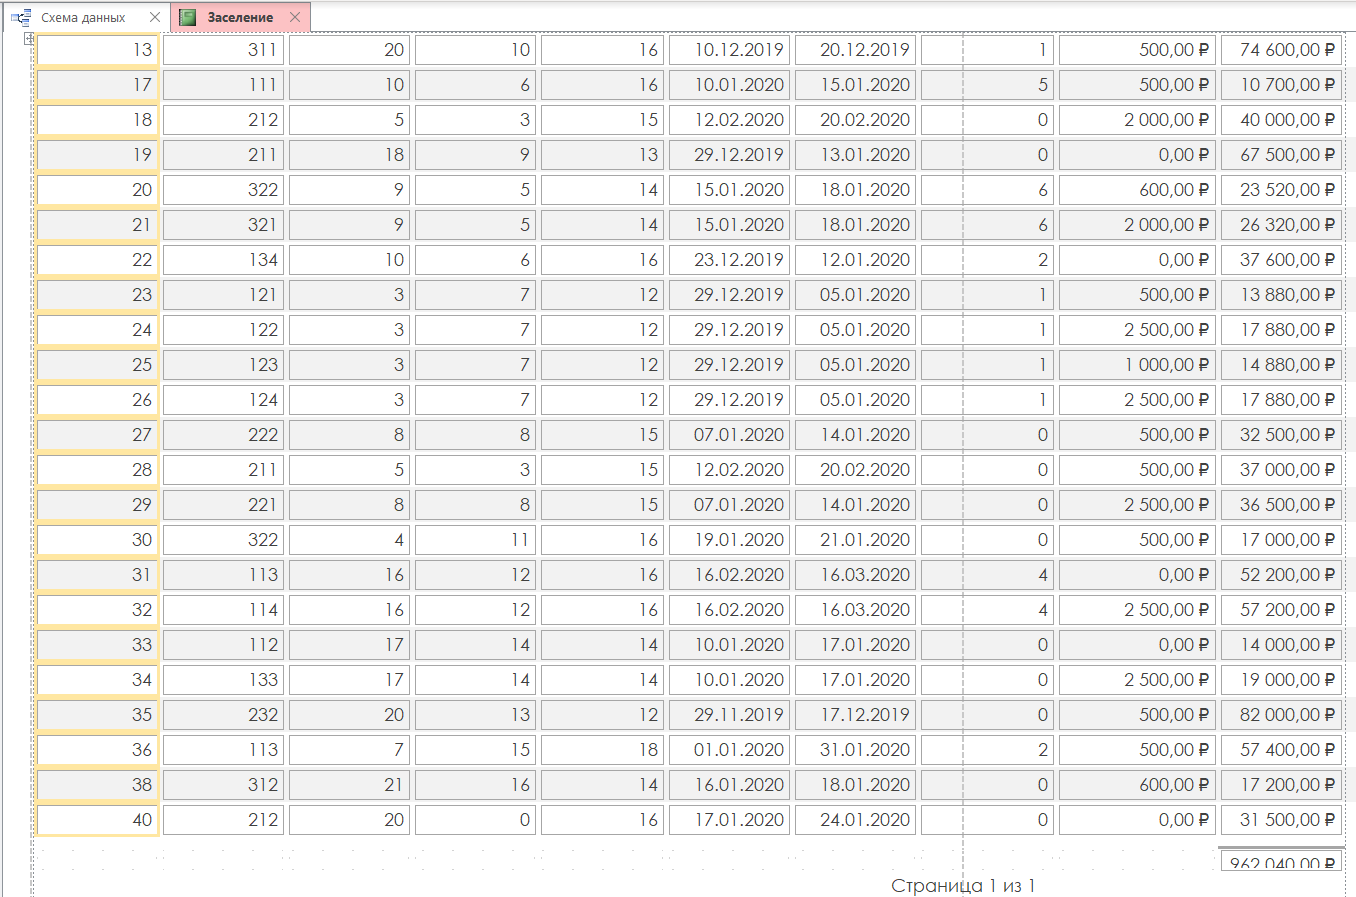 Схема данных Заселение
13 311 20 10 16 10.12.2019 20.12.2019 1 500,00 ₽ 74 600,00 ₽
17 111 10 6 16 10.01.2020 15.01.2020 5 500,00 ₽ 10 700,00 ₽
18 212 5 3 15 12.02.2020 20.02.2020 0 2 000,00 ₽ 40 000,00 ₽
19 211 18 9 13 29.12.2019 13.01.2020 0 0,00 ₽ 67 500,00 ₽
20 322 9 5 14 15.01.2020 18.01.2020 6 600,00 ₽ 23 520,00 ₽
21 321 9 5 14 15.01.2020 18.01.2020 6 2 000,00 ₽ 26 320,00 ₽
22 134 10 6 16 23.12.2019 12.01.2020 2 0,00 ₽ 37 600,00 ₽
23 121 3 7 12 29.12.2019 05.01.2020 1 500,00 ₽ 13 880,00 ₽
24 122 3 7 12 29.12.2019 05.01.2020 1 2 500,00 ₽ 17 880,00 ₽
25 123 3 7 12 29.12.2019 05.01.2020 1 1 000,00 ₽ 14 880,00 ₽
26 124 3 7 12 29.12.2019 05.01.2020 1 2 500,00 ₽ 17 880,00 ₽
27 222 8 8 15 07.01.2020 14.01.2020 0 500,00 ₽ 32 500,00 ₽
28 211 5 3 15 12.02.2020 20.02.2020 0 500,00 ₽ 37 000,00 ₽
29 221 8 8 15 07.01.2020 14.01.2020 0 2 500,00 ₽ 36 500,00 ₽
30 322 4 11 16 19.01.2020 21.01.2020 0 500,00 ₽ 17 000,00 ₽
31 113 16 12 16 16.02.2020 16.03.2020 4 0,00 ₽ 52 200,00 ₽
32 114 16 12 16 16.02.2020 16.03.2020 4 2 500,00 ₽ 57 200,00 ₽
33 112 17 14 14 10.01.2020 17.01.2020 0 0,00 ₽ 14 000,00 ₽
34 133 17 14 14 10.01.2020 17.01.2020 0 2 500,00 ₽ 19 000,00 ₽
35 232 20 13 12 29.11.2019 17.12.2019 0 500,00 ₽ 82 000,00 ₽
36 113 7 15 18 01.01.2020 31.01.2020 2 500,00 ₽ 57 400,00 ₽
38 312 21 16 14 16.01.2020 18.01.2020 0 600,00 ₽ 17 200,00 ₽
40 212 20 0 16 17.01.2020 24.01.2020 0 0,00 ₽ 31 500,00 ₽
962 040,00 ₽
Страница 1 из 1